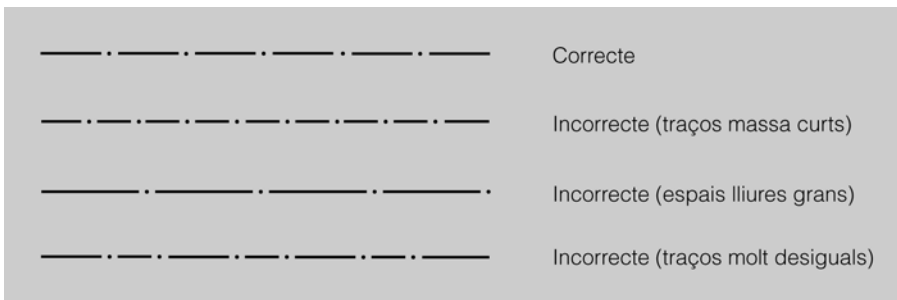 Correcte
Incorrecte (traços massa curts)
Incorrecte (espais lliures grans)
Incorrecte (traços molt desiguals)